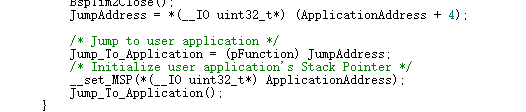 BspTim2Close();
JumpAddress = *(__IO uint32_t*) (ApplicationAddress + 4);
/* Jump to user application */
Jump_To_Application = (pFunction) JumpAddress;
/* Initialize user application's Stack Pointer */
__set_MSP(*(__IO uint32_t*) ApplicationAddress);
Jump_To_Application();
}